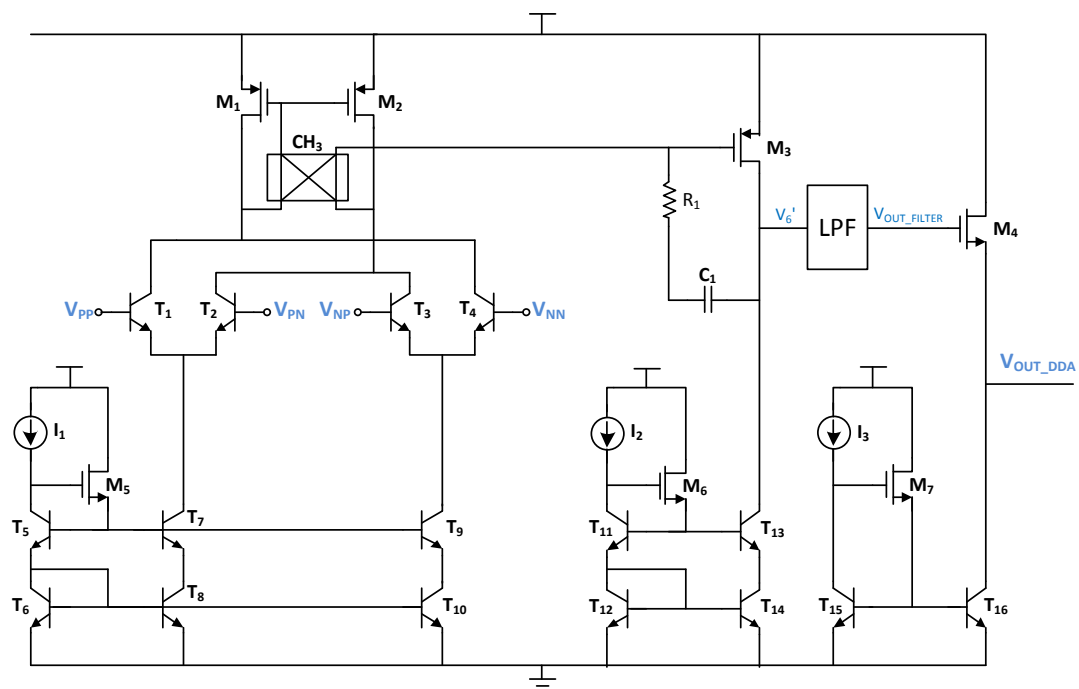 M1
M2
CH3
M3
R1
V6'
LPF
VOUT_FILTER
M4
C1
VPP
T1
T2
VPN
VNP
T3
T4
VNN
VOUT_DDA
I1
I2
I3
M5
M6
M7
T5
T7
T9
T11
T13
T6
T8
T10
T12
T14
T15
T16